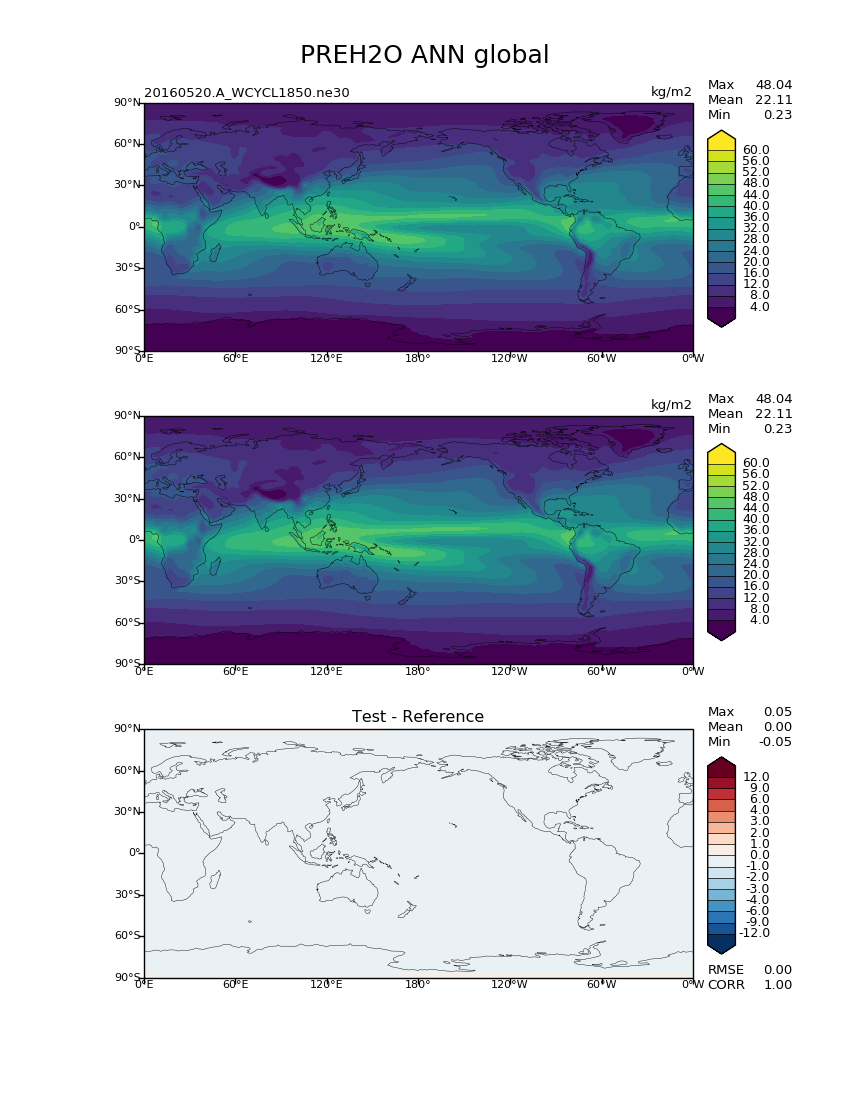 PREH2O ANN global
20160520.A_WCYCL1850.ne30
kg/m2
Max 48.04
Mean 22.11
Min 0.23
90°N
60°N
30°N
0°
30°S
60°S
90°S
0°E 60°E 120°E 180° 120°W 60°W 0°W
60.0
56.0
52.0
48.0
44.0
40.0
36.0
32.0
28.0
24.0
20.0
16.0
12.0
8.0
4.0
kg/m2
Max 48.04
Mean 22.11
Min 0.23
90°N
60°N
30°N
0°
30°S
60°S
90°S
0°E 60°E 120°E 180° 120°W 60°W 0°W
60.0
56.0
52.0
48.0
44.0
40.0
36.0
32.0
28.0
24.0
20.0
16.0
12.0
8.0
4.0
Test - Reference
Max 0.05
Mean 0.00
Min -0.05
90°N
60°N
30°N
0°
30°S
60°S
90°S
0°E 60°E 120°E 180° 120°W 60°W 0°W
12.0
9.0
6.0
4.0
3.0
2.0
1.0
0.0
-1.0
-2.0
-3.0
-4.0
-6.0
-9.0
-12.0
RMSE 0.00
CORR 1.00